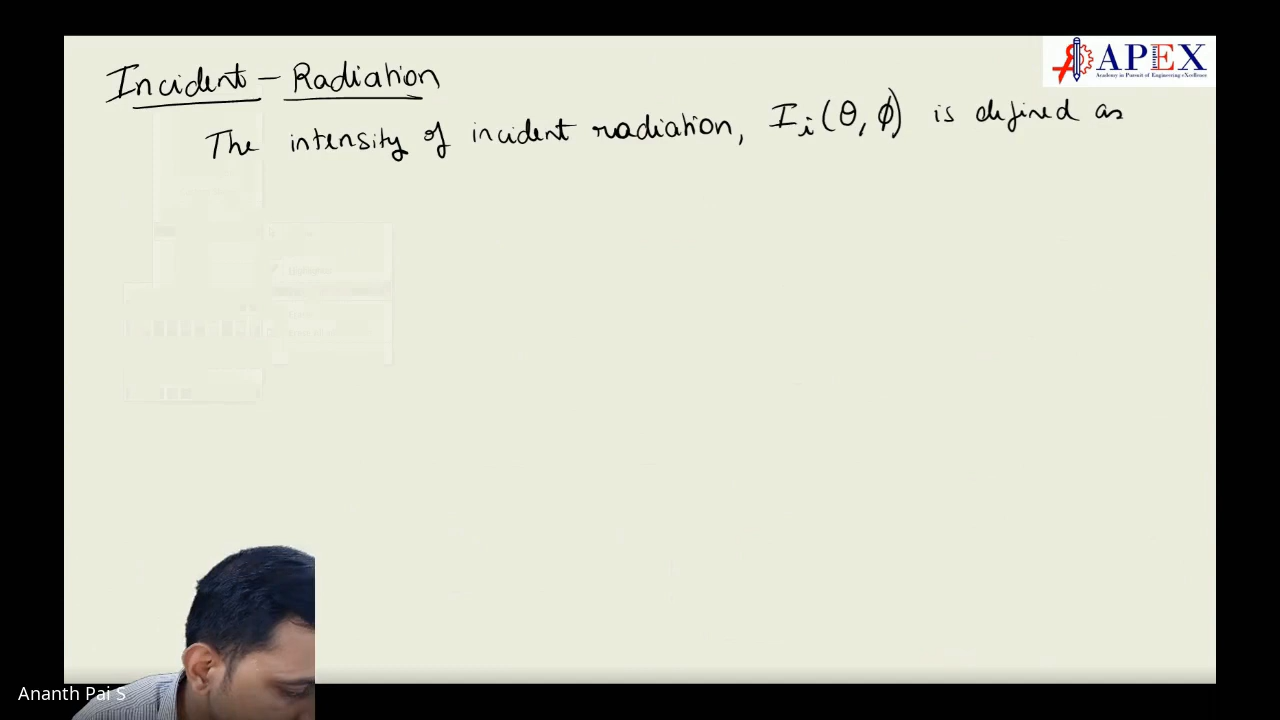 Incident - Radiation
APEX
Academy in Pursuit of Engineering eXcellence
The intensity of incident radiation, Ii(θ, ϕ) is defined as
Ananth Pai S